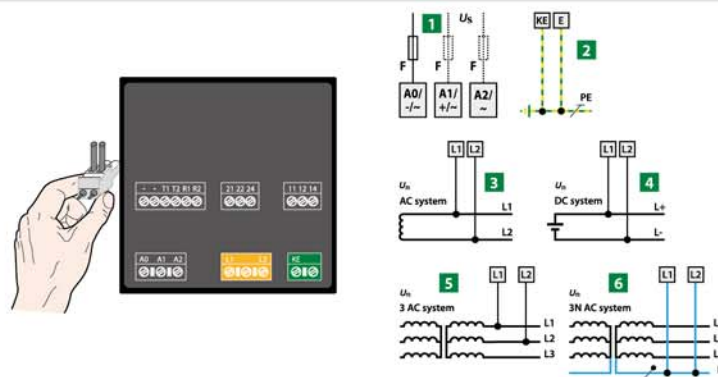 - + T1 T2 R1 R2
21 22 24
11 12 14
A0 A1 A2
L1 L2
KE
1
Us
F F F
A0/ -/~
A1/ +/~
A2/ ~
KE E
2
PE
L1 L2
3
Un
AC system
L1
L2
L1 L2
4
Un
DC system
L+
L-
5
L1 L2
Un
3 AC system
L1
L2
L3
6
L1 L2
Un
3N AC system